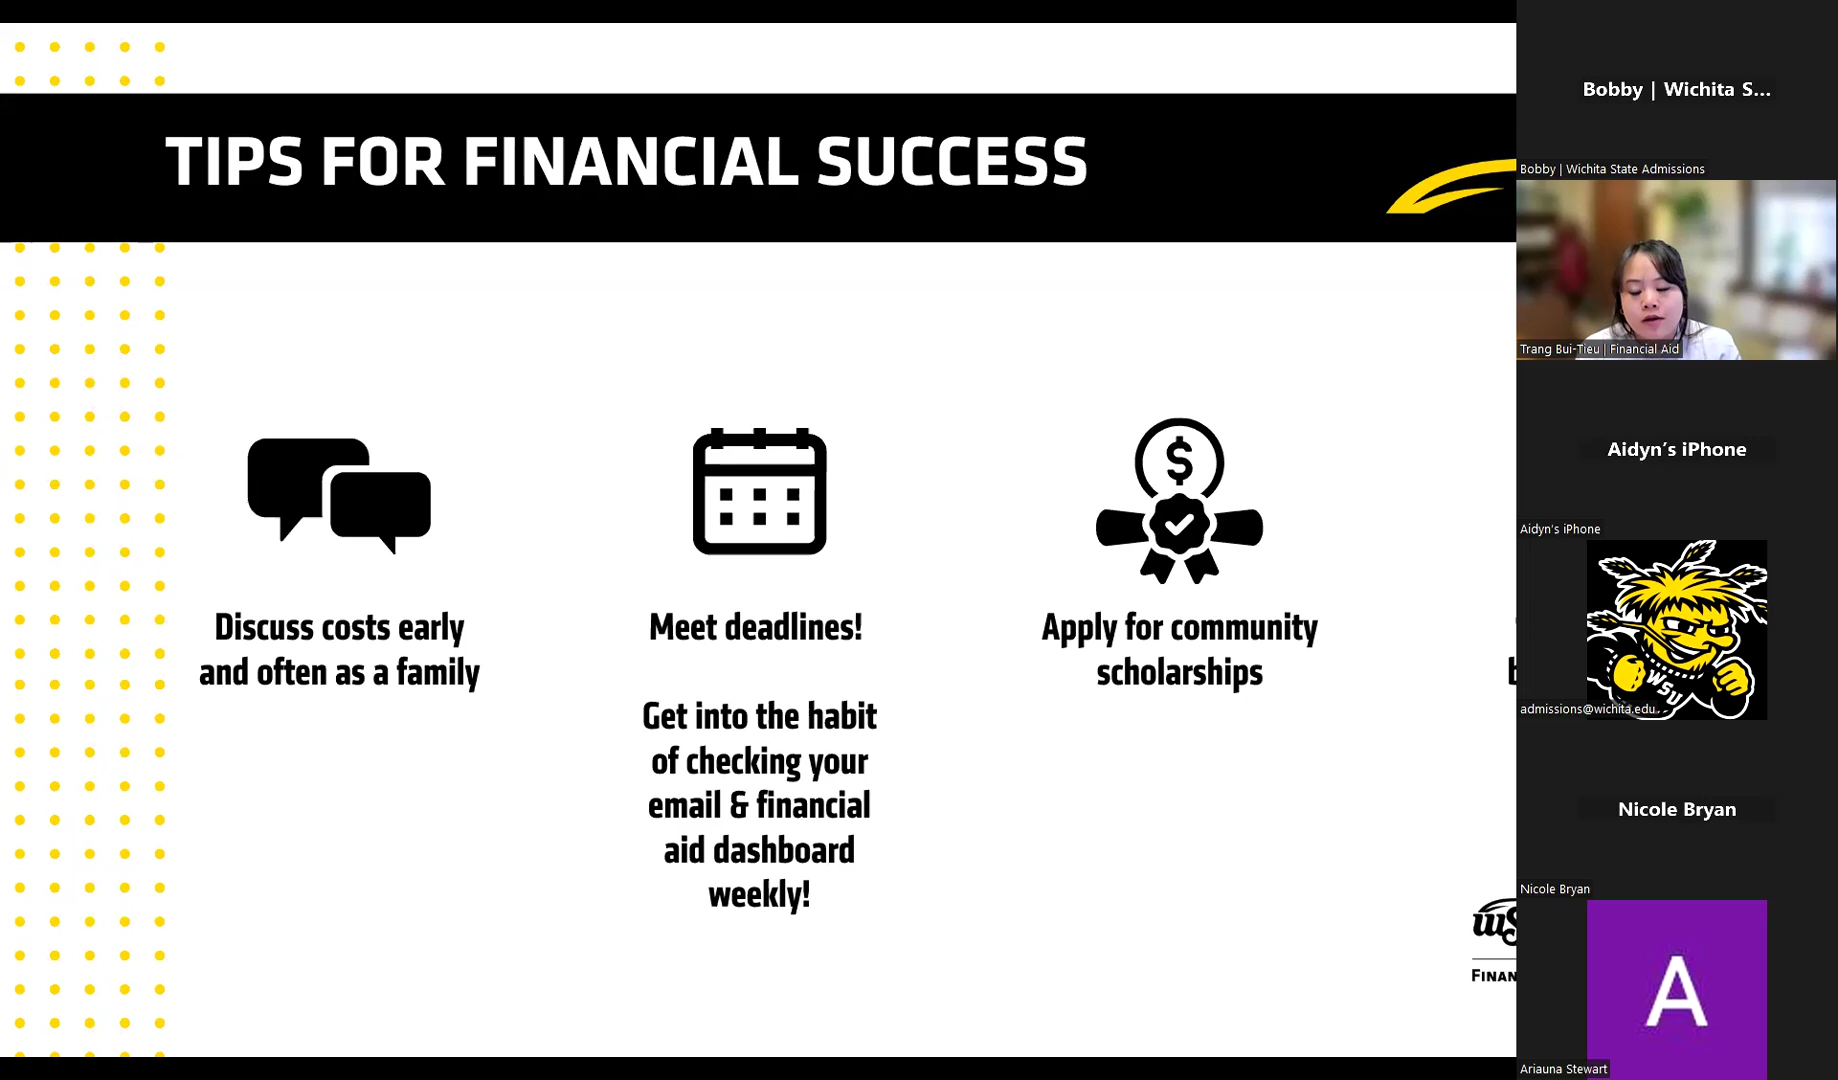 TIPS FOR FINANCIAL SUCCESS
Discuss costs early
and often as a family
Meet deadlines!
Get into the habit
of checking your
email & financial
aid dashboard
weekly!
Apply for community
scholarships
Bobby | Wichita S...
Bobby | Wichita State Admissions
Trang Bui-Tieu | Financial Aid
Aidyn's iPhone
Aidyn's iPhone
WSU
admissions@wichita.edu
Nicole Bryan
Nicole Bryan
A
Ariauna Stewart